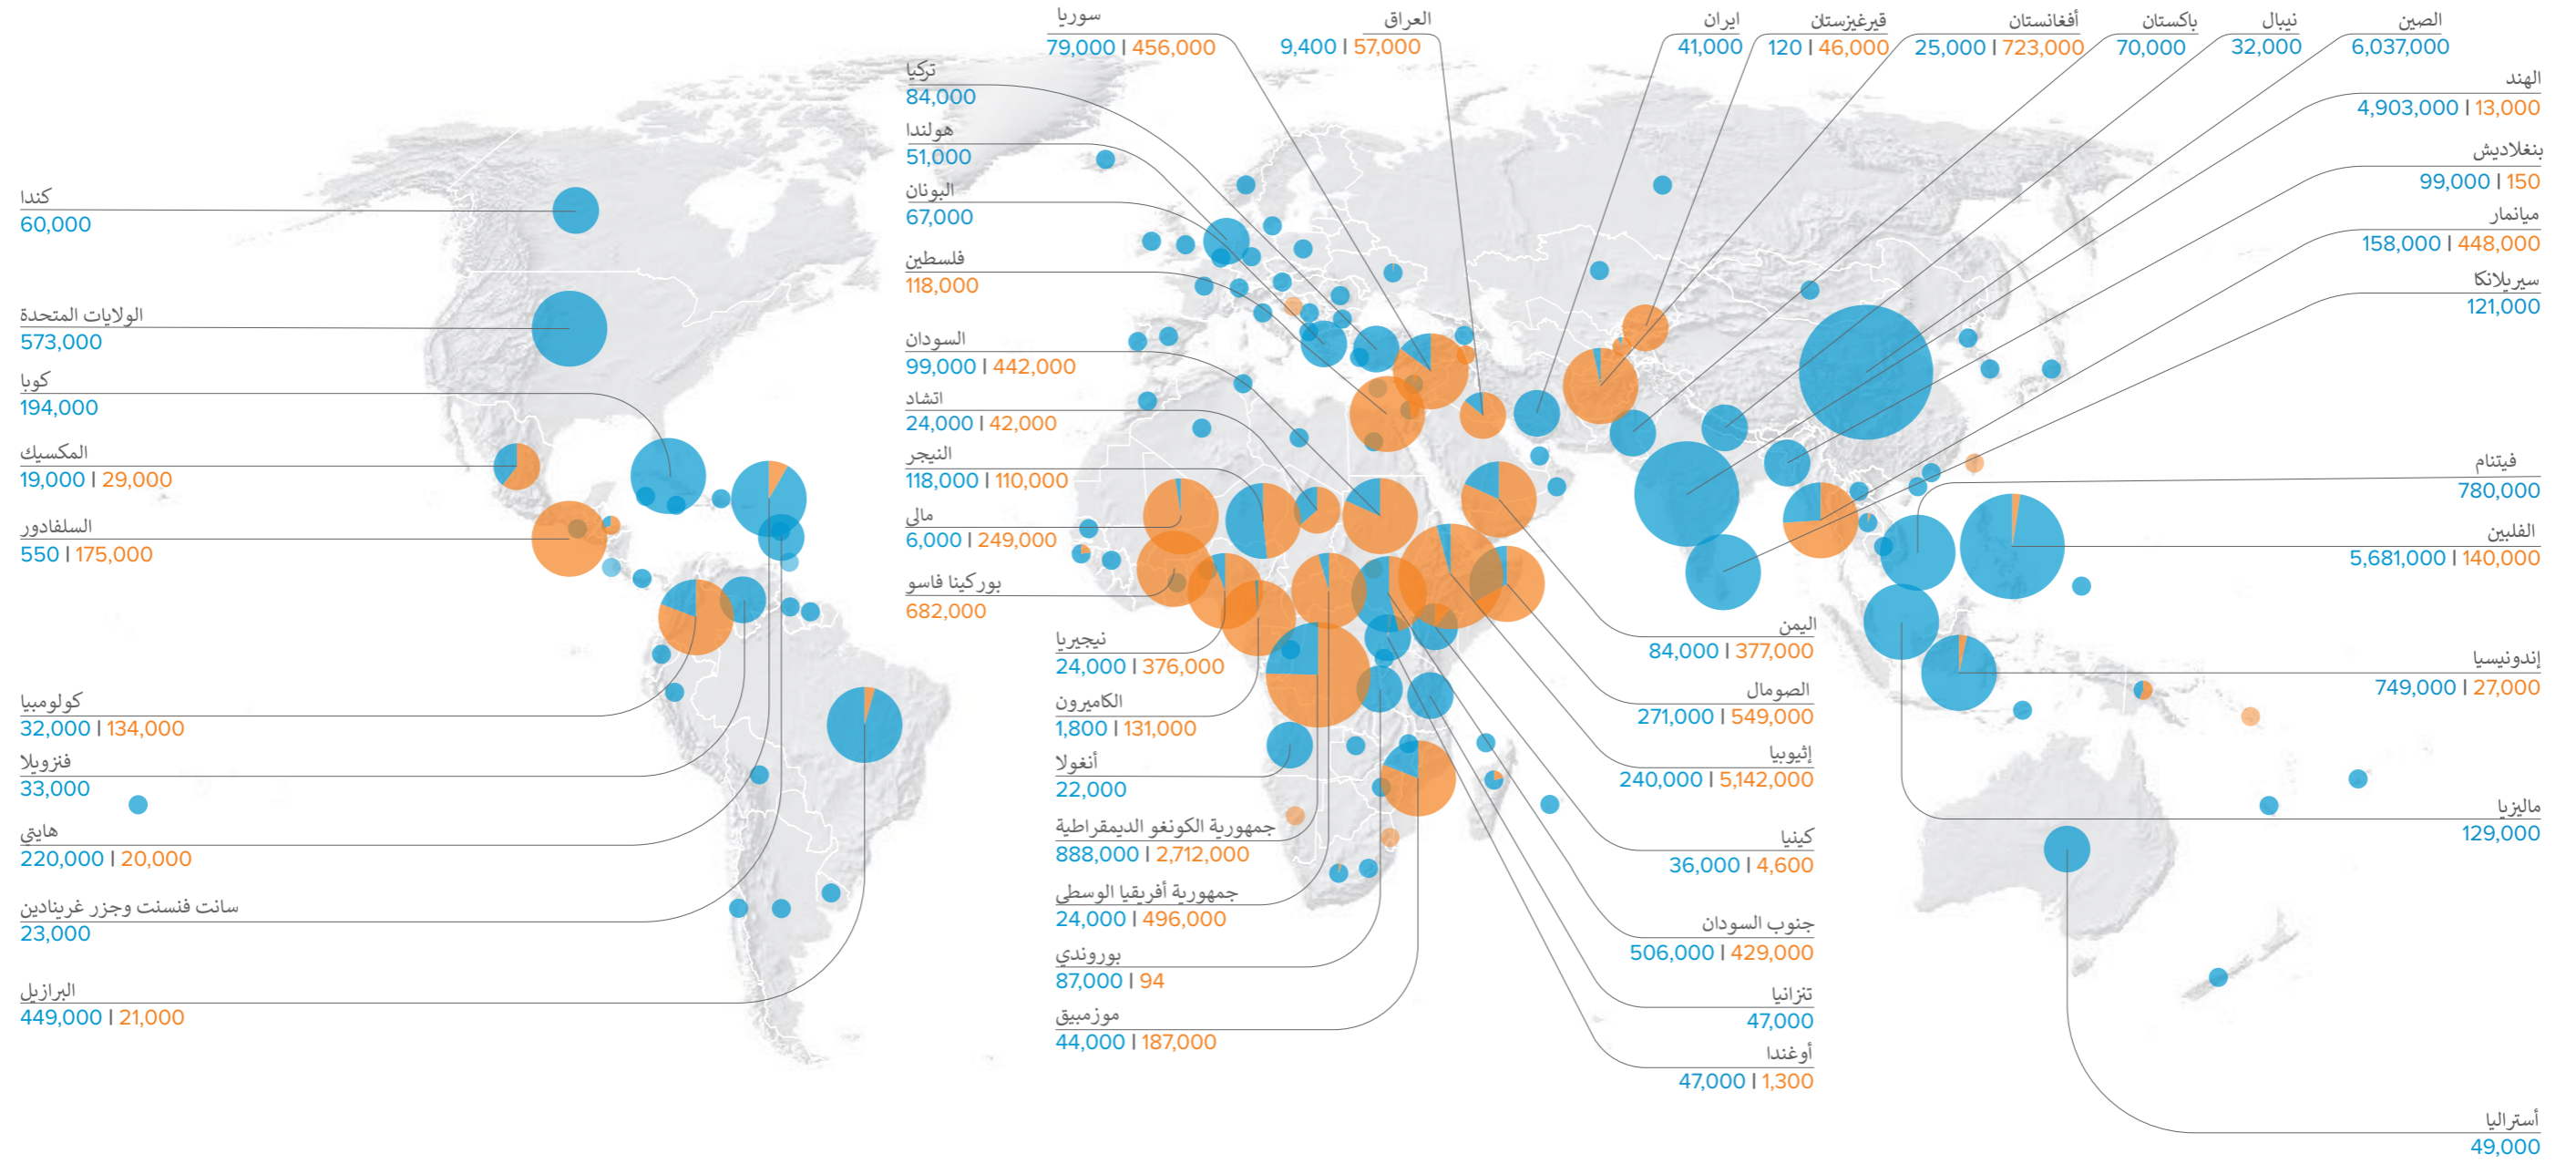 سوريا
79,000 | 456,000
العراق
9,400 | 57,000
ايران
41,000
قيرغيزستان
120 | 46,000
أفغانستان
25,000 | 723,000
باكستان
70,000
نيبال
32,000
الصين
6,037,000
الهند
4,903,000 | 13,000
بنغلاديش
99,000 | 150
ميانمار
158,000 | 448,000
سيريلانكا
121,000
فيتنام
780,000
الفلبين
5,681,000 | 140,000
إندونيسيا
749,000 | 27,000
ماليزيا
129,000
أستراليا
49,000
تركيا
84,000
هولندا
51,000
اليونان
67,000
فلسطين
118,000
السودان
99,000 | 442,000
اتشاد
24,000 | 42,000
النيجر
118,000 | 110,000
مالي
6,000 | 249,000
بوركينا فاسو
682,000
نيجيريا
24,000 | 376,000
الكاميرون
1,800 | 131,000
أنغولا
22,000
جمهورية الكونغو الديمقراطية
888,000 | 2,712,000
جمهورية أفريقيا الوسطى
24,000 | 496,000
بوروندي
87,000 | 94
موزمبيق
44,000 | 187,000
اليمن
84,000 | 377,000
الصومال
271,000 | 549,000
إثيوبيا
240,000 | 5,142,000
كينيا
36,000 | 4,600
جنوب السودان
506,000 | 429,000
تنزانيا
47,000
أوغندا
47,000 | 1,300
كندا
60,000
الولايات المتحدة
573,000
كوبا
194,000
المكسيك
19,000 | 29,000
السلفادور
550 | 175,000
كولومبيا
32,000 | 134,000
فنزويلا
33,000
هايتي
220,000 | 20,000
سانت فنسنت وجزر غرينادين
23,000
البرازيل
449,000 | 21,000